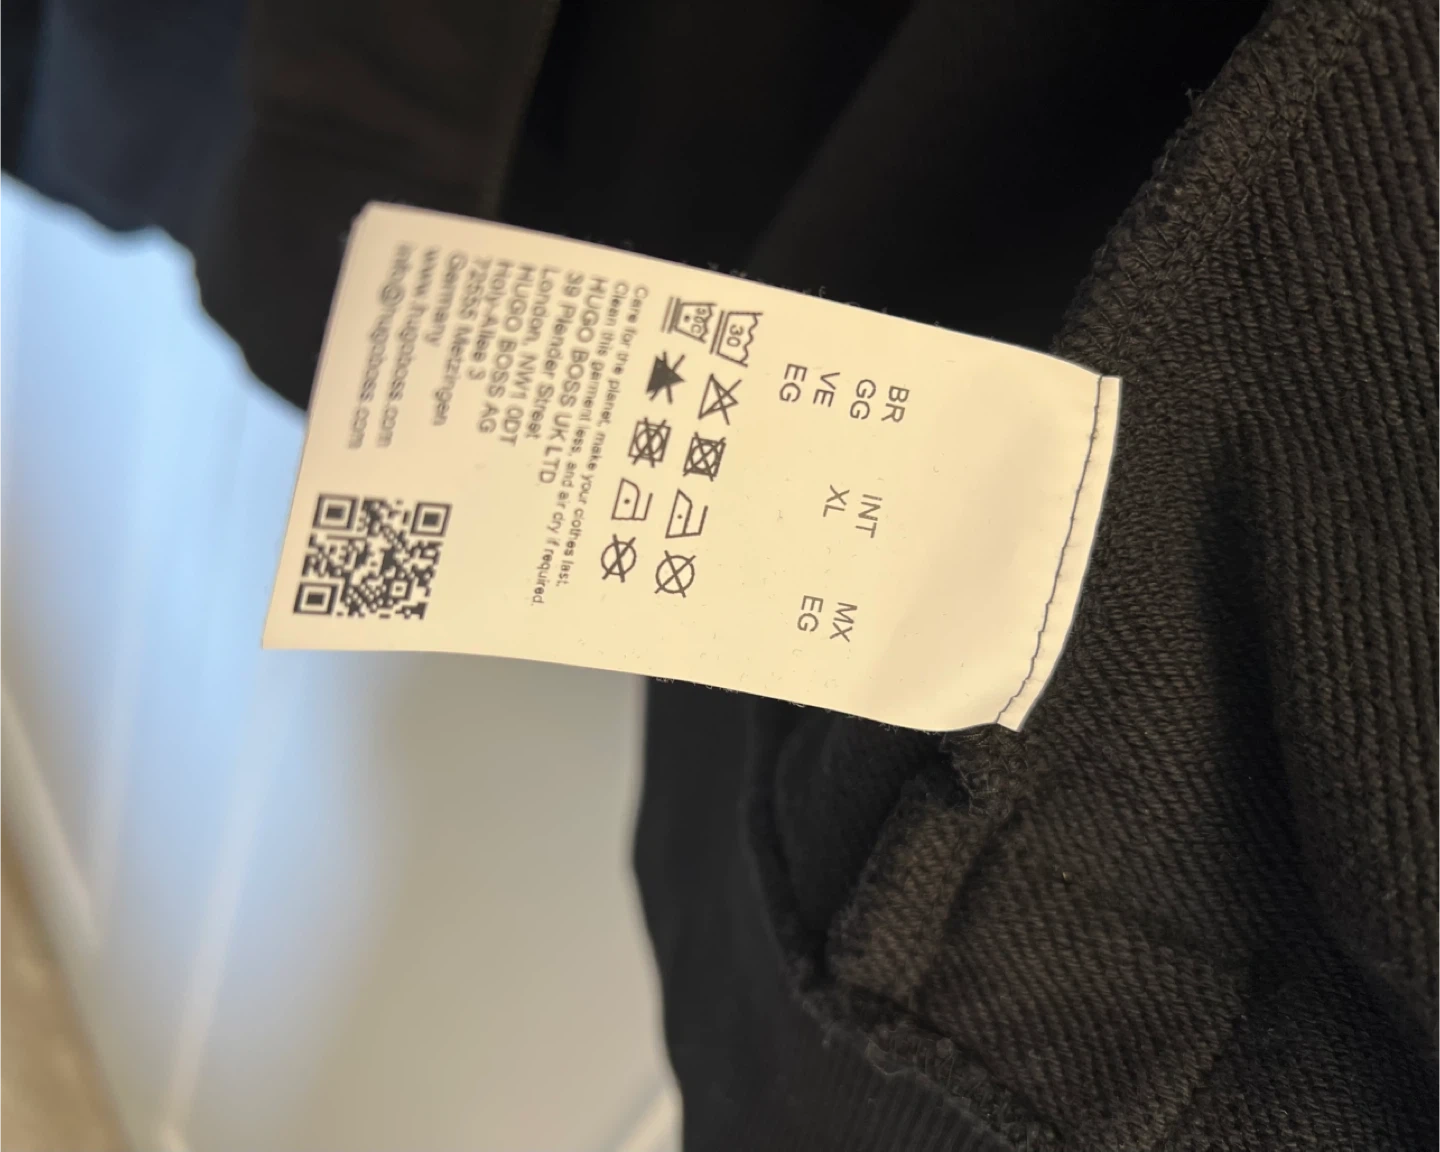 BR INT MX
GG XL EG
VE
EG
30
30C
Care for the planet, make your clothes last.
Clean this garment less, and air dry if required.
HUGO BOSS UK LTD.
39 Plender Street
London, NW1 0DT
HUGO BOSS AG
Holy-Allee 3
72555 Metzingen
Germany
www.hugoboss.com
info@hugoboss.com